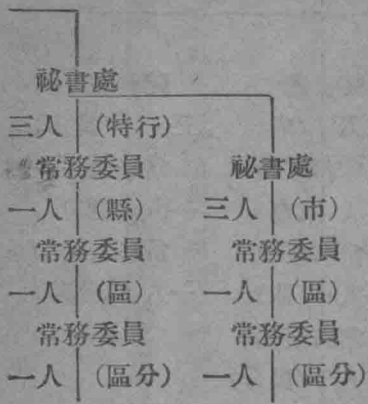 祕書處
三人 (特行)
常務委員 祕書處
一人 (縣) 三人 (市)
常務委員 常務委員
一人 (區) 一人 (區)
常務委員 常務委員
一人 (區分) 一人 (區分)